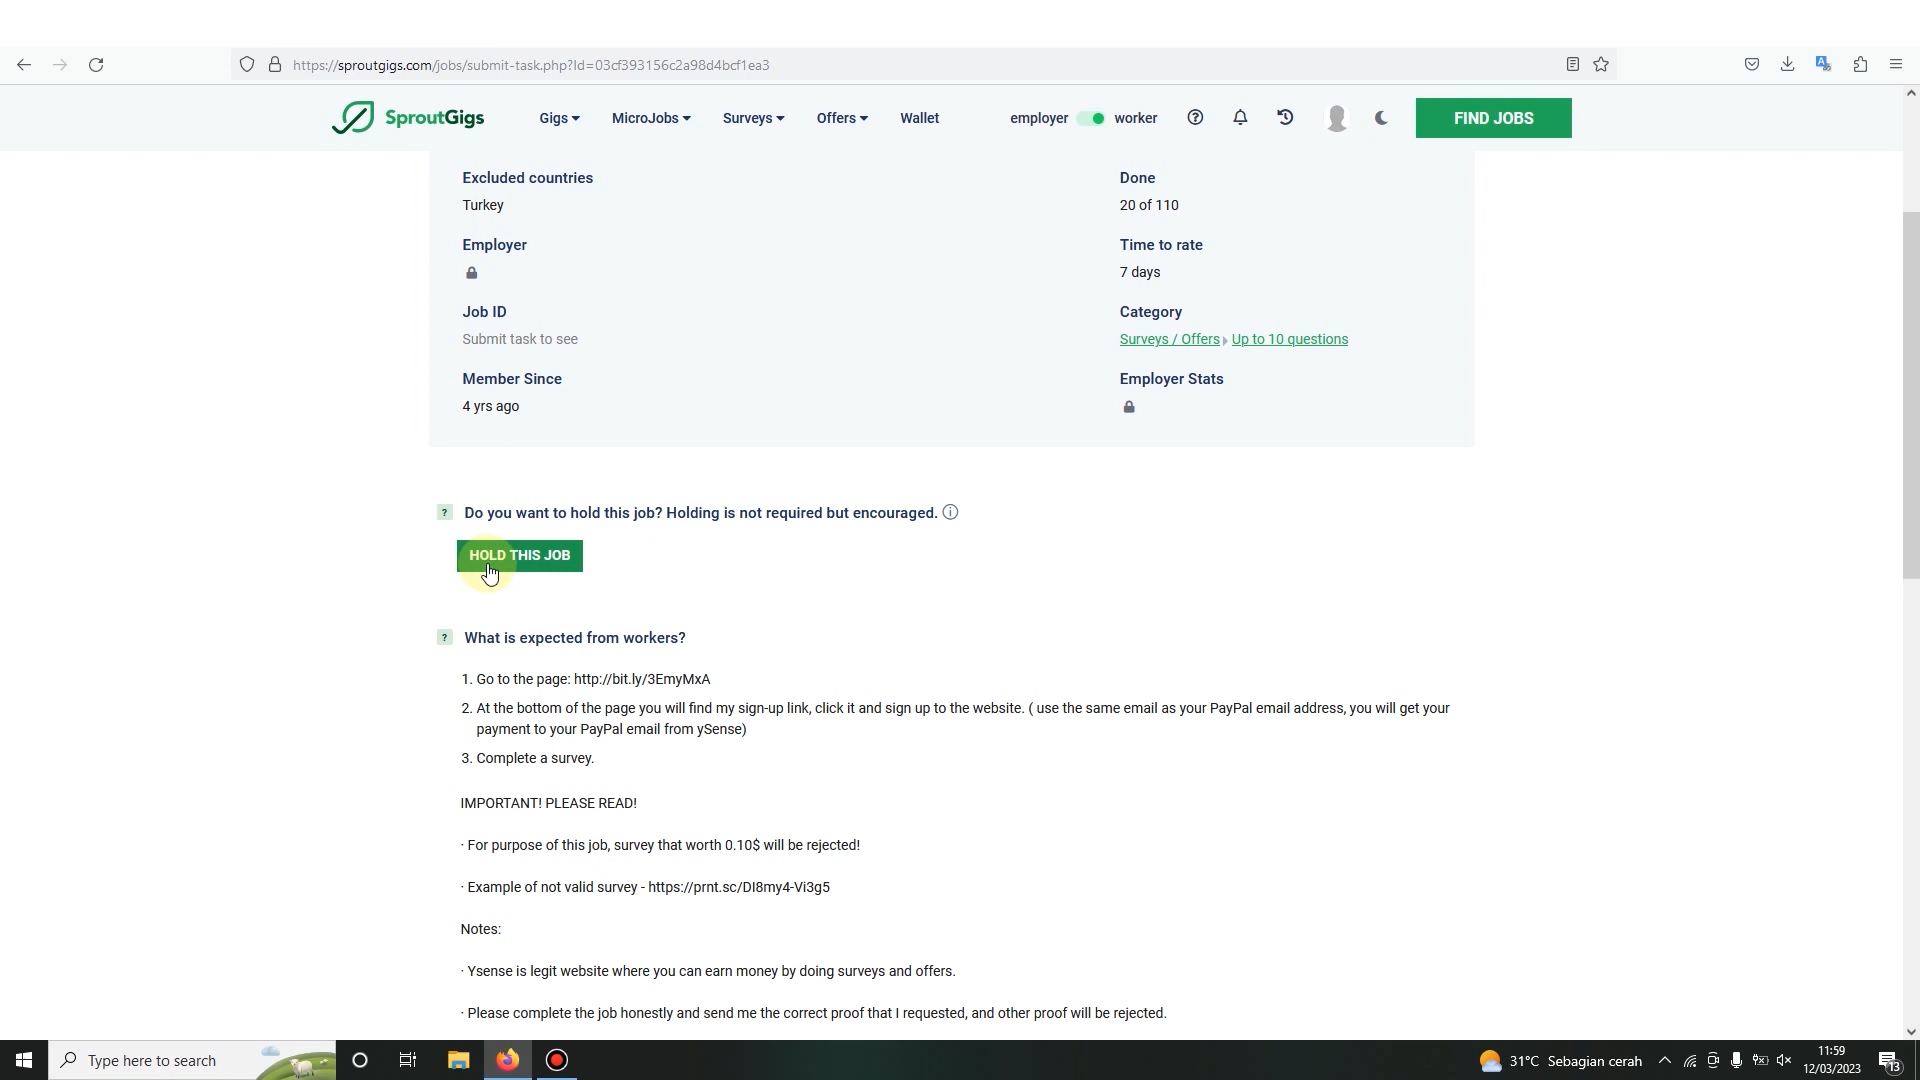 https://sproutgigs.com/jobs/submit-task.php?Id=03cf393156c2a98d4bcf1ea3
SproutGigs
Gigs
MicroJobs
Surveys
Offers
Wallet
employer
worker
FIND JOBS
Excluded countries
Turkey
Done
20 of 110
Employer
Time to rate
7 days
Job ID
Submit task to see
Category
Surveys / Offers
Up to 10 questions
Member Since
4 yrs ago
Employer Stats
? Do you want to hold this job? Holding is not required but encouraged.
HOLD THIS JOB
? What is expected from workers?
1. Go to the page: http://bit.ly/3EmyMxA
2. At the bottom of the page you will find my sign-up link, click it and sign up to the website. ( use the same email as your PayPal email address, you will get your
payment to your PayPal email from ySense)
3. Complete a survey.
IMPORTANT! PLEASE READ!
· For purpose of this job, survey that worth 0.10$ will be rejected!
· Example of not valid survey - https://prnt.sc/DI8my4-Vi3g5
Notes:
· Ysense is legit website where you can earn money by doing surveys and offers.
· Please complete the job honestly and send me the correct proof that I requested, and other proof will be rejected.
Type here to search
31°C Sebagian cerah
11:59
12/03/2023
13